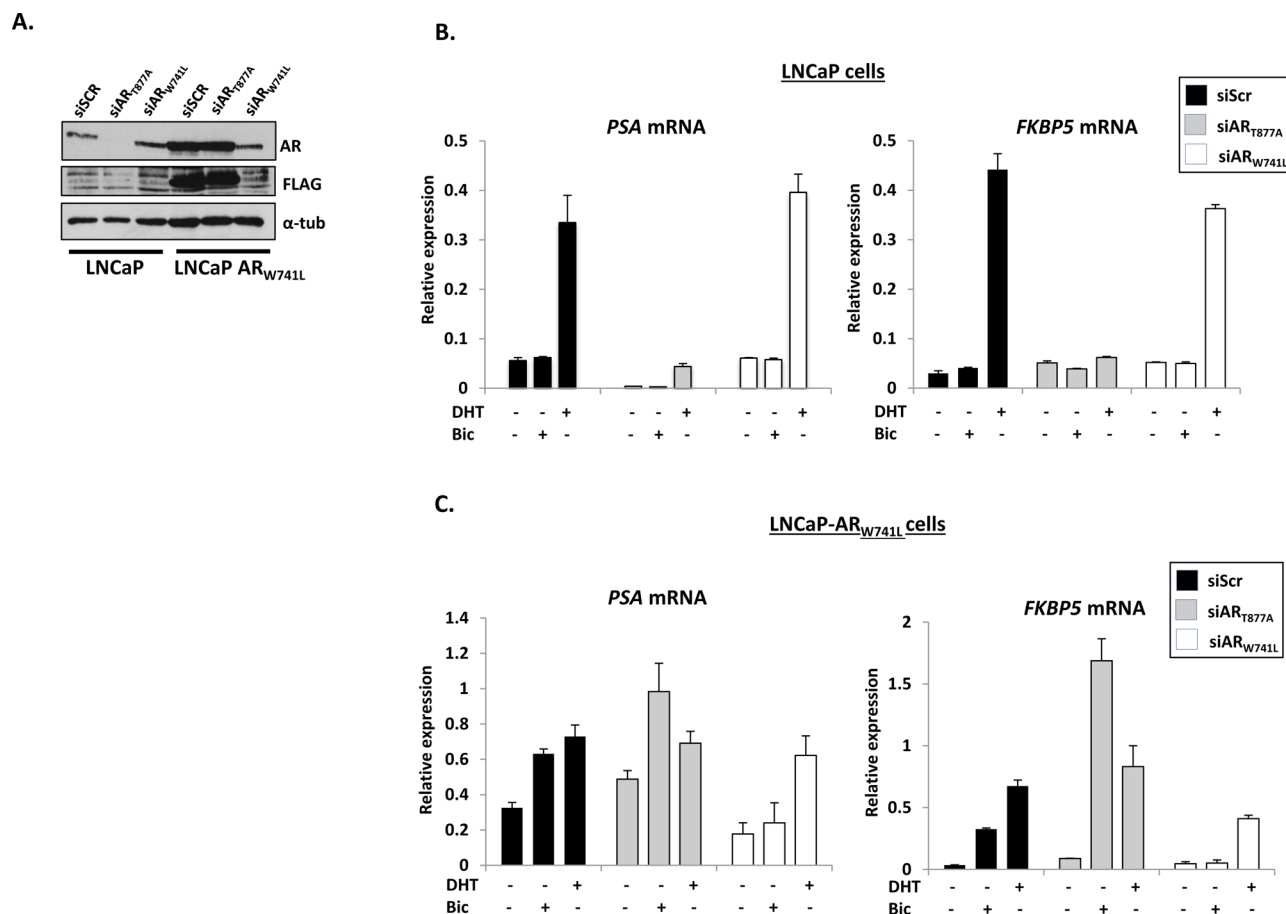 A.
siSCR siAR_T877A siAR_W741L siSCR siAR_T877A siAR_W741L
AR
FLAG
α-tub
LNCaP LNCaP AR_W741L
B.
LNCaP cells
siScr
siAR_T877A
siAR_W741L
PSA mRNA
Relative expression
0.5
0.4
0.3
0.2
0.1
0
DHT - - + - - + - - +
Bic - + - - + - - + -
FKBP5 mRNA
Relative expression
0.5
0.4
0.3
0.2
0.1
0
DHT - - + - - + - - +
Bic - + - - + - - + -
C.
LNCaP-AR_W741L cells
siScr
siAR_T877A
siAR_W741L
PSA mRNA
Relative expression
1.4
1.2
1
0.8
0.6
0.4
0.2
0
DHT - - + - - + - - +
Bic - + - - + - - + -
FKBP5 mRNA
Relative expression
2
1.5
1
0.5
0
DHT - - + - - + - - +
Bic - + - - + - - + -